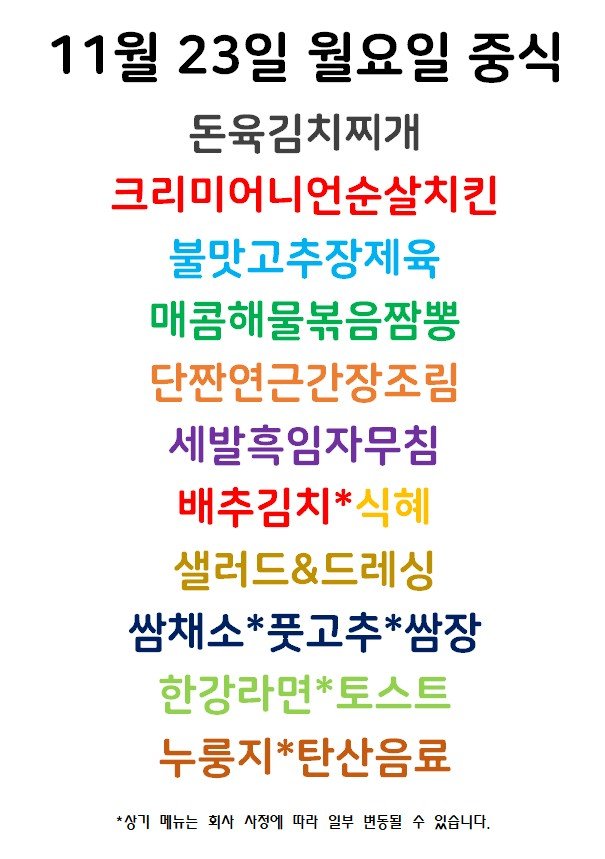 11월 23일 월요일 중식
돈육김치찌개
크리미어니언순살치킨
불맛고추장제육
매콤해물볶음짬뽕
단짠연근간장조림
세발흑임자무침
배추김치*식혜
샐러드&드레싱
쌈채소*풋고추*쌈장
한강라면*토스트
누룽지*탄산음료
*상기 메뉴는 회사 사정에 따라 일부 변동될 수 있습니다.